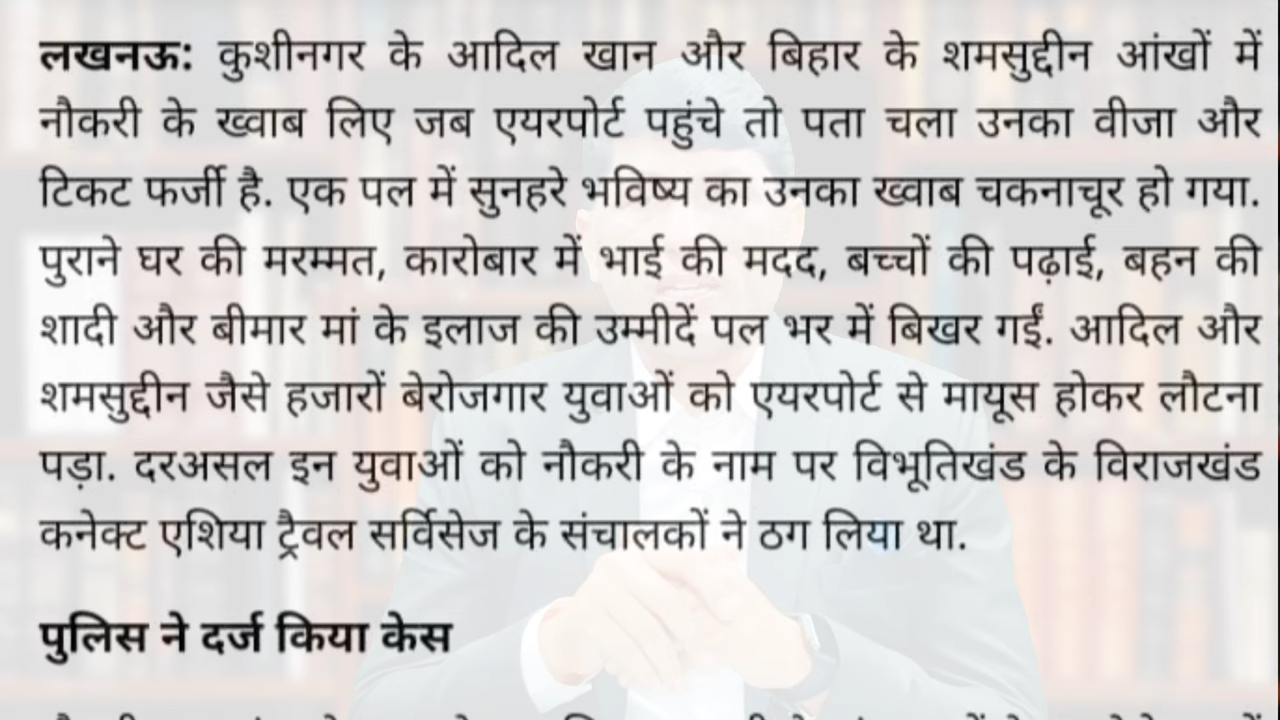 लखनऊ: कुशीनगर के आदिल खान और बिहार के शमसुद्दीन आंखों में
नौकरी के ख्वाब लिए जब एयरपोर्ट पहुंचे तो पता चला उनका वीजा और
टिकट फर्जी है. एक पल में सुनहरे भविष्य का उनका ख्वाब चकनाचूर हो गया.
पुराने घर की मरम्मत, कारोबार में भाई की मदद, बच्चों की पढ़ाई, बहन की
शादी और बीमार मां के इलाज की उम्मीदें पल भर में बिखर गईं. आदिल और
शमसुद्दीन जैसे हजारों बेरोजगार युवाओं को एयरपोर्ट से मायूस होकर लौटना
पड़ा. दरअसल इन युवाओं को नौकरी के नाम पर विभूतिखंड के विराजखंड
कनेक्ट एशिया ट्रैवल सर्विसेज के संचालकों ने ठग लिया था.
पुलिस ने दर्ज किया केस